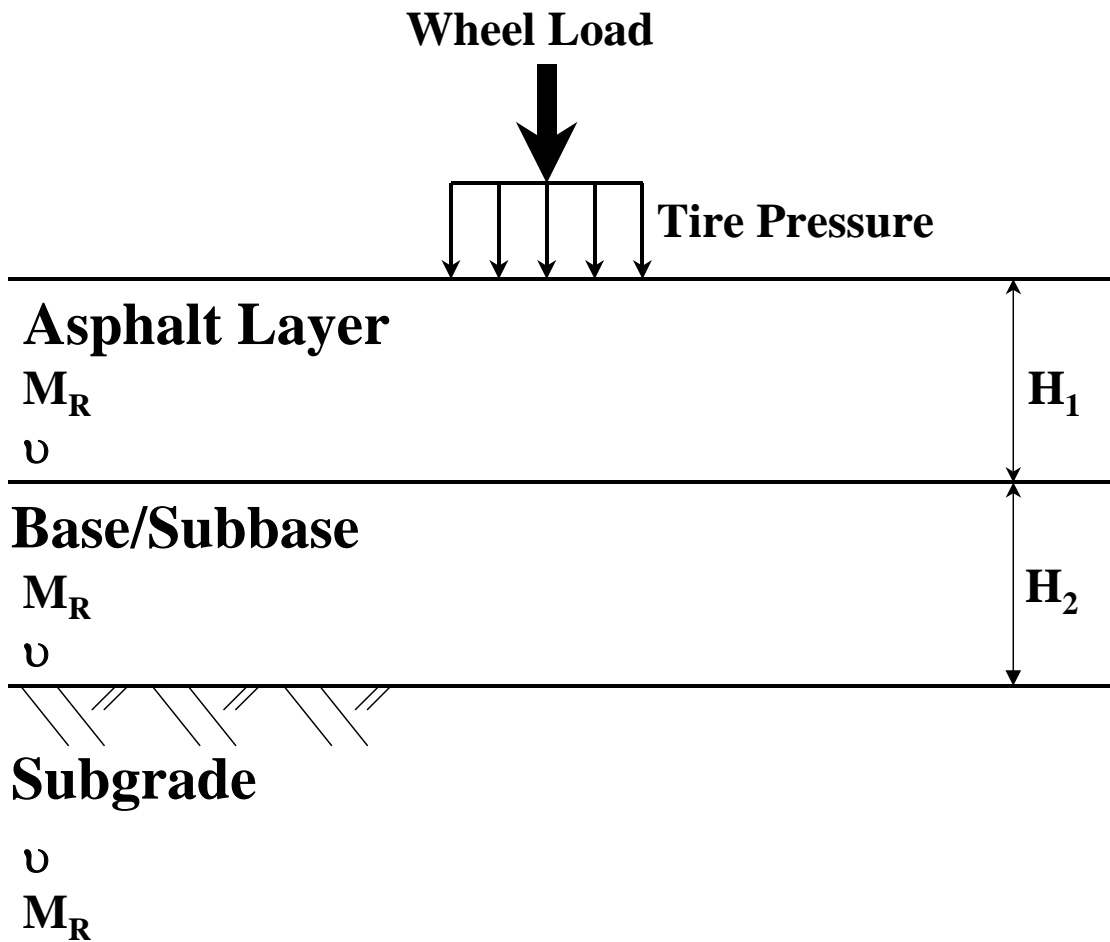 Wheel Load
Tire Pressure
Asphalt Layer
M_R
υ
H_1
Base/Subbase
M_R
υ
H_2
Subgrade
υ
M_R